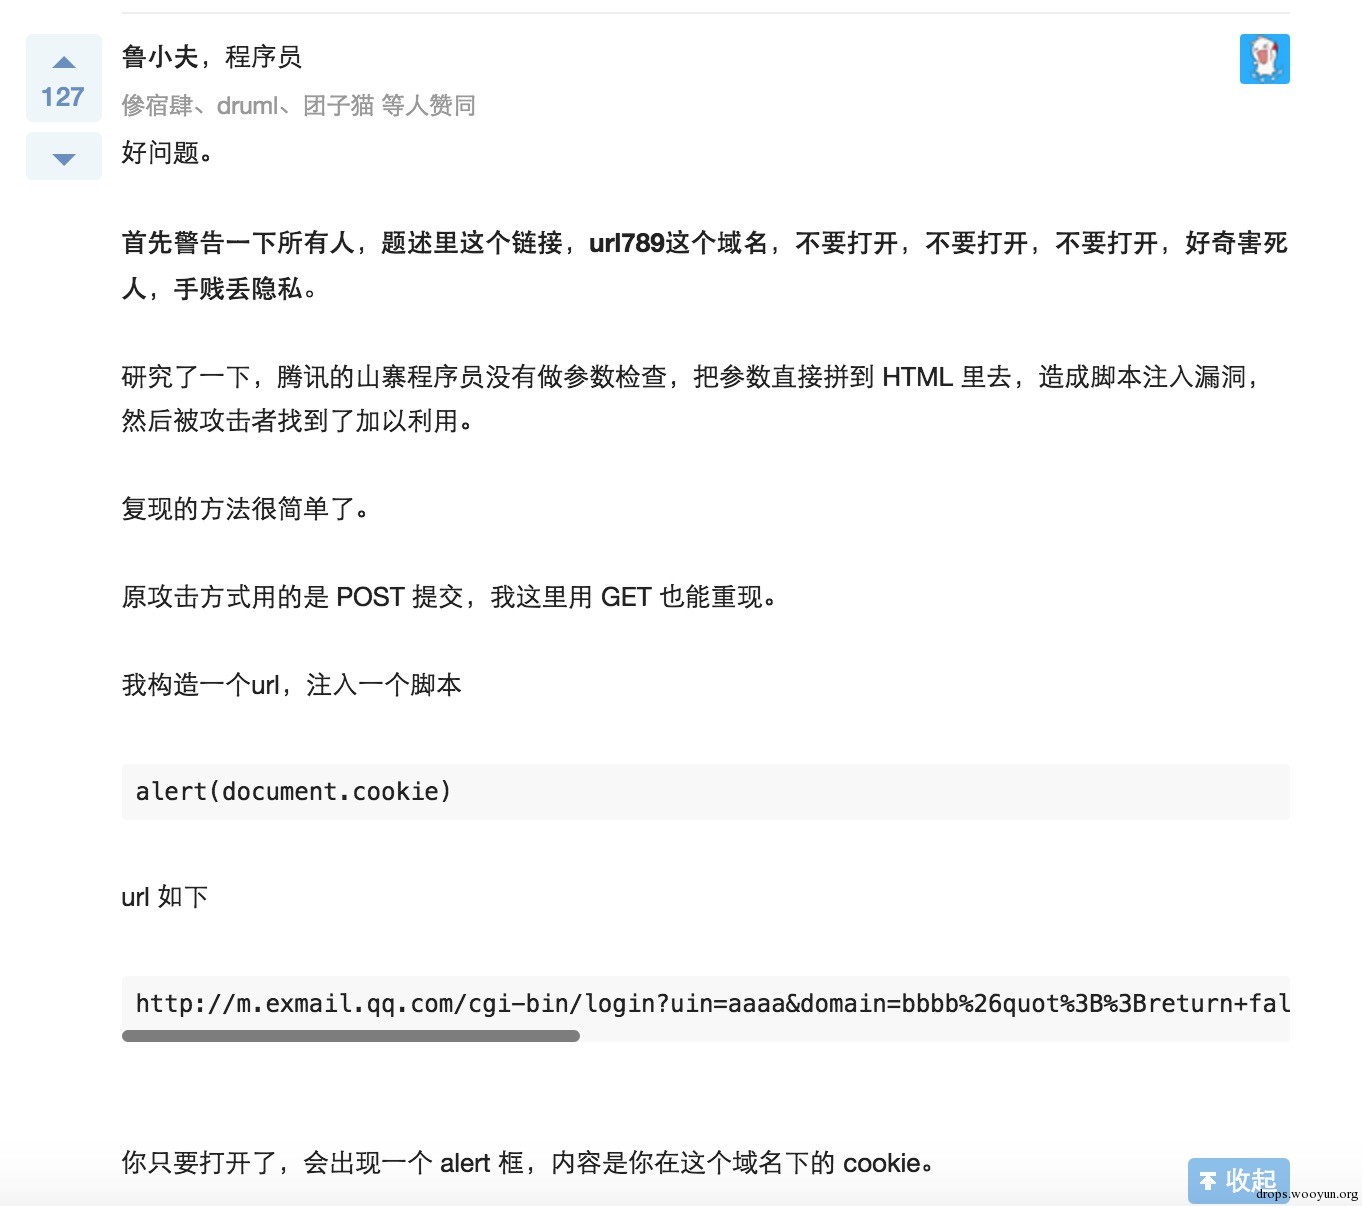 鲁小夫，程序员
127
傪宿肆、druml、团子猫 等人赞同
好问题。
首先警告一下所有人，题述里这个链接，url789这个域名，不要打开，不要打开，不要打开，好奇害死
人，手贱丢隐私。
研究了一下，腾讯的山寨程序员没有做参数检查，把参数直接拼到 HTML 里去，造成脚本注入漏洞，
然后被攻击者找到了加以利用。
复现的方法很简单了。
原攻击方式用的是 POST 提交，我这里用 GET 也能重现。
我构造一个url，注入一个脚本
alert(document.cookie)
url 如下
http://m.exmail.qq.com/cgi-bin/login?uin=aaaa&domain=bbbb%26quot%3B%3Breturn+fal
你只要打开了，会出现一个 alert 框，内容是你在这个域名下的 cookie。
收起
drops.wooyun.org